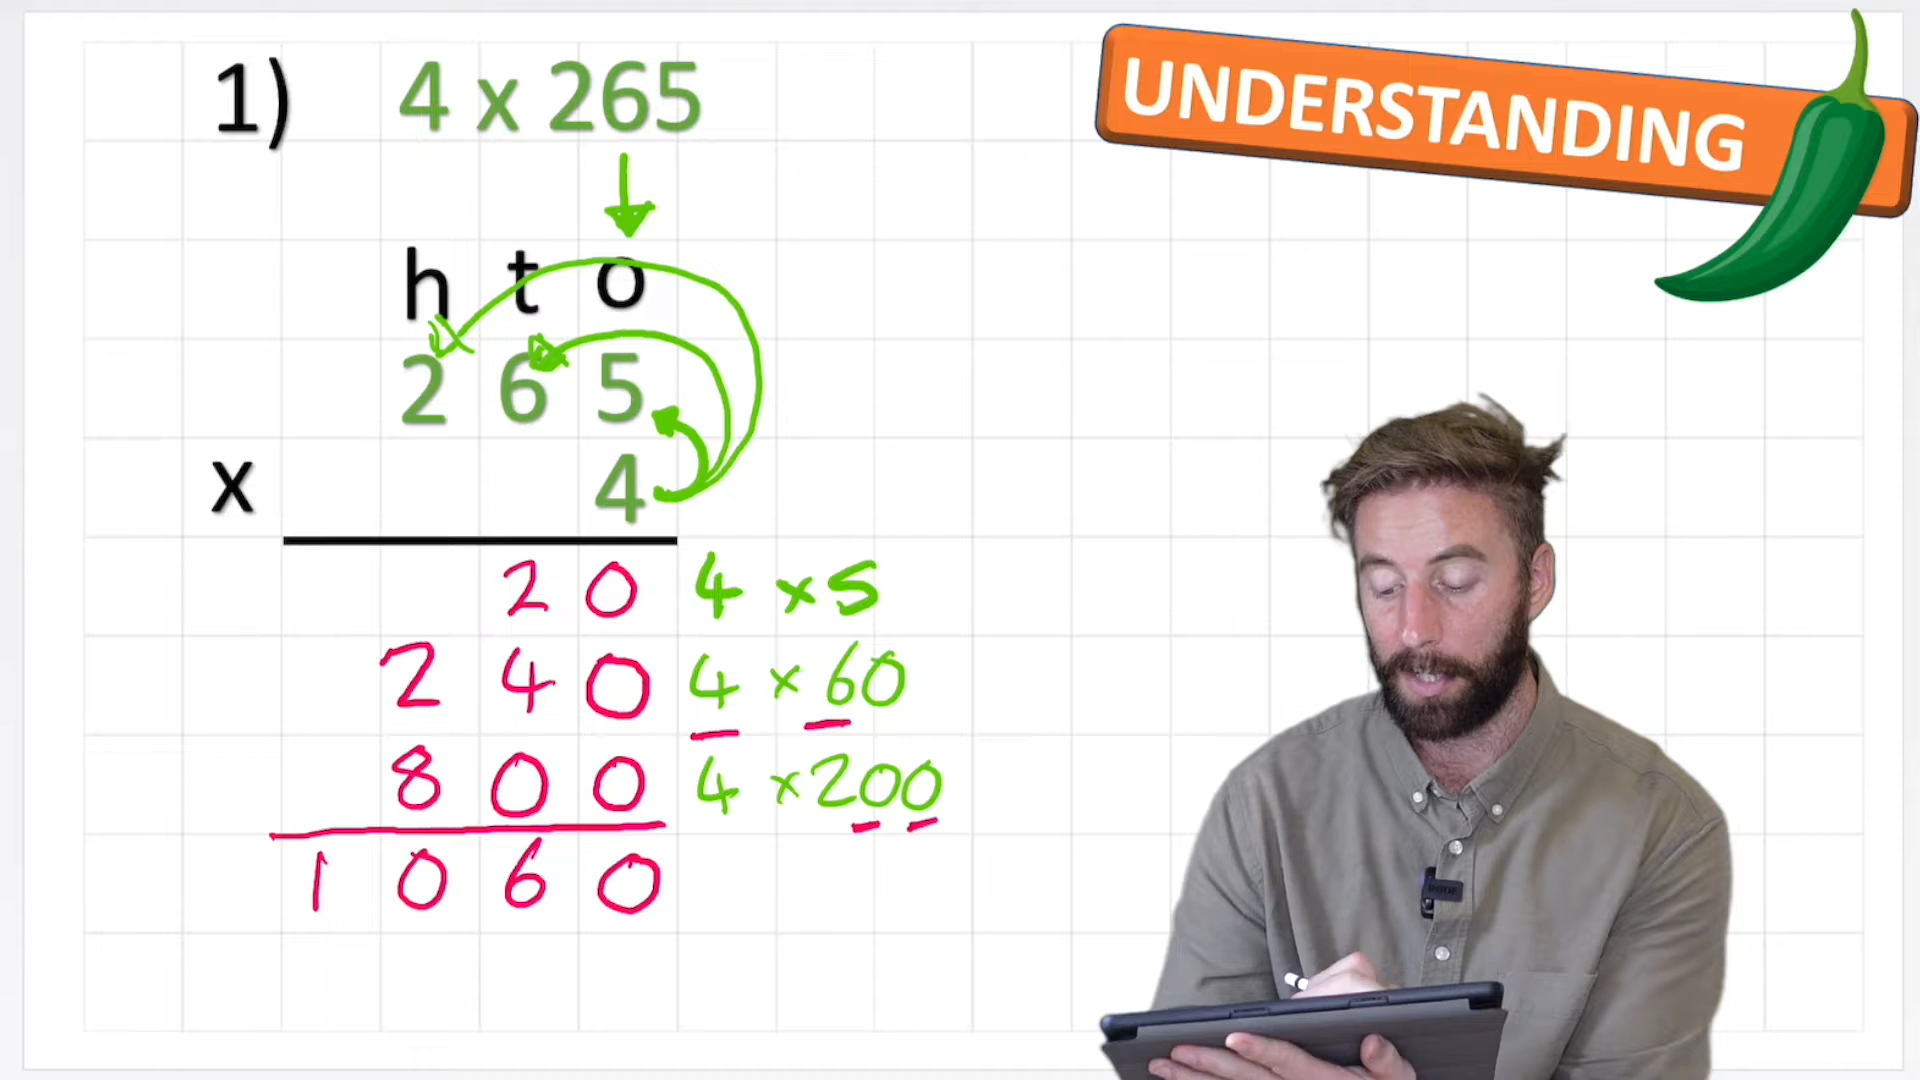 1) 4 x 265
UNDERSTANDING
h t o
2 6 5
x 4
2 0 4 × 5
2 4 0 4 × 60
8 0 0 4 × 200
1 0 6 0